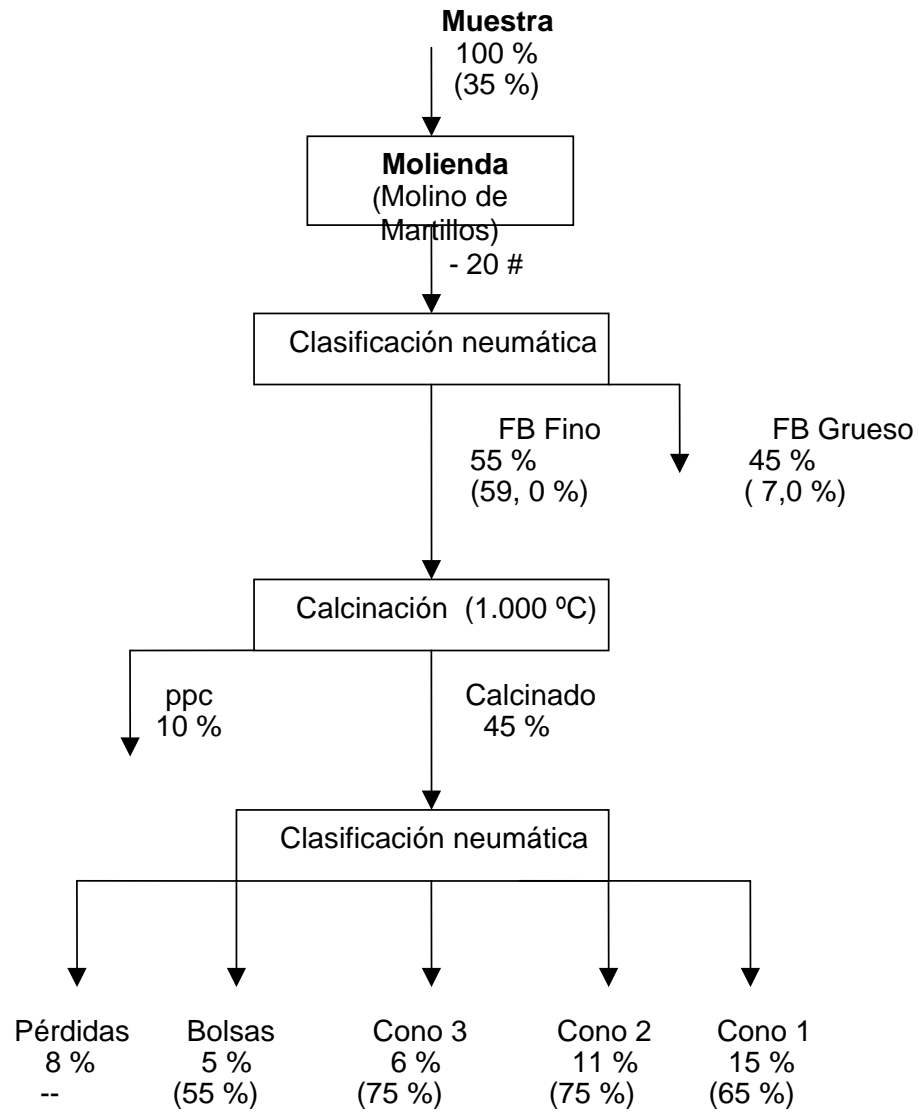 Muestra
100 %
(35 %)
Molienda
(Molino de
Martillos)
- 20 #
Clasificación neumática
FB Fino
55 %
(59, 0 %)
FB Grueso
45 %
( 7,0 %)
Calcinación (1.000 ºC)
ppc
10 %
Calcinado
45 %
Clasificación neumática
Pérdidas
8 %
--
Bolsas
5 %
(55 %)
Cono 3
6 %
(75 %)
Cono 2
11 %
(75 %)
Cono 1
15 %
(65 %)